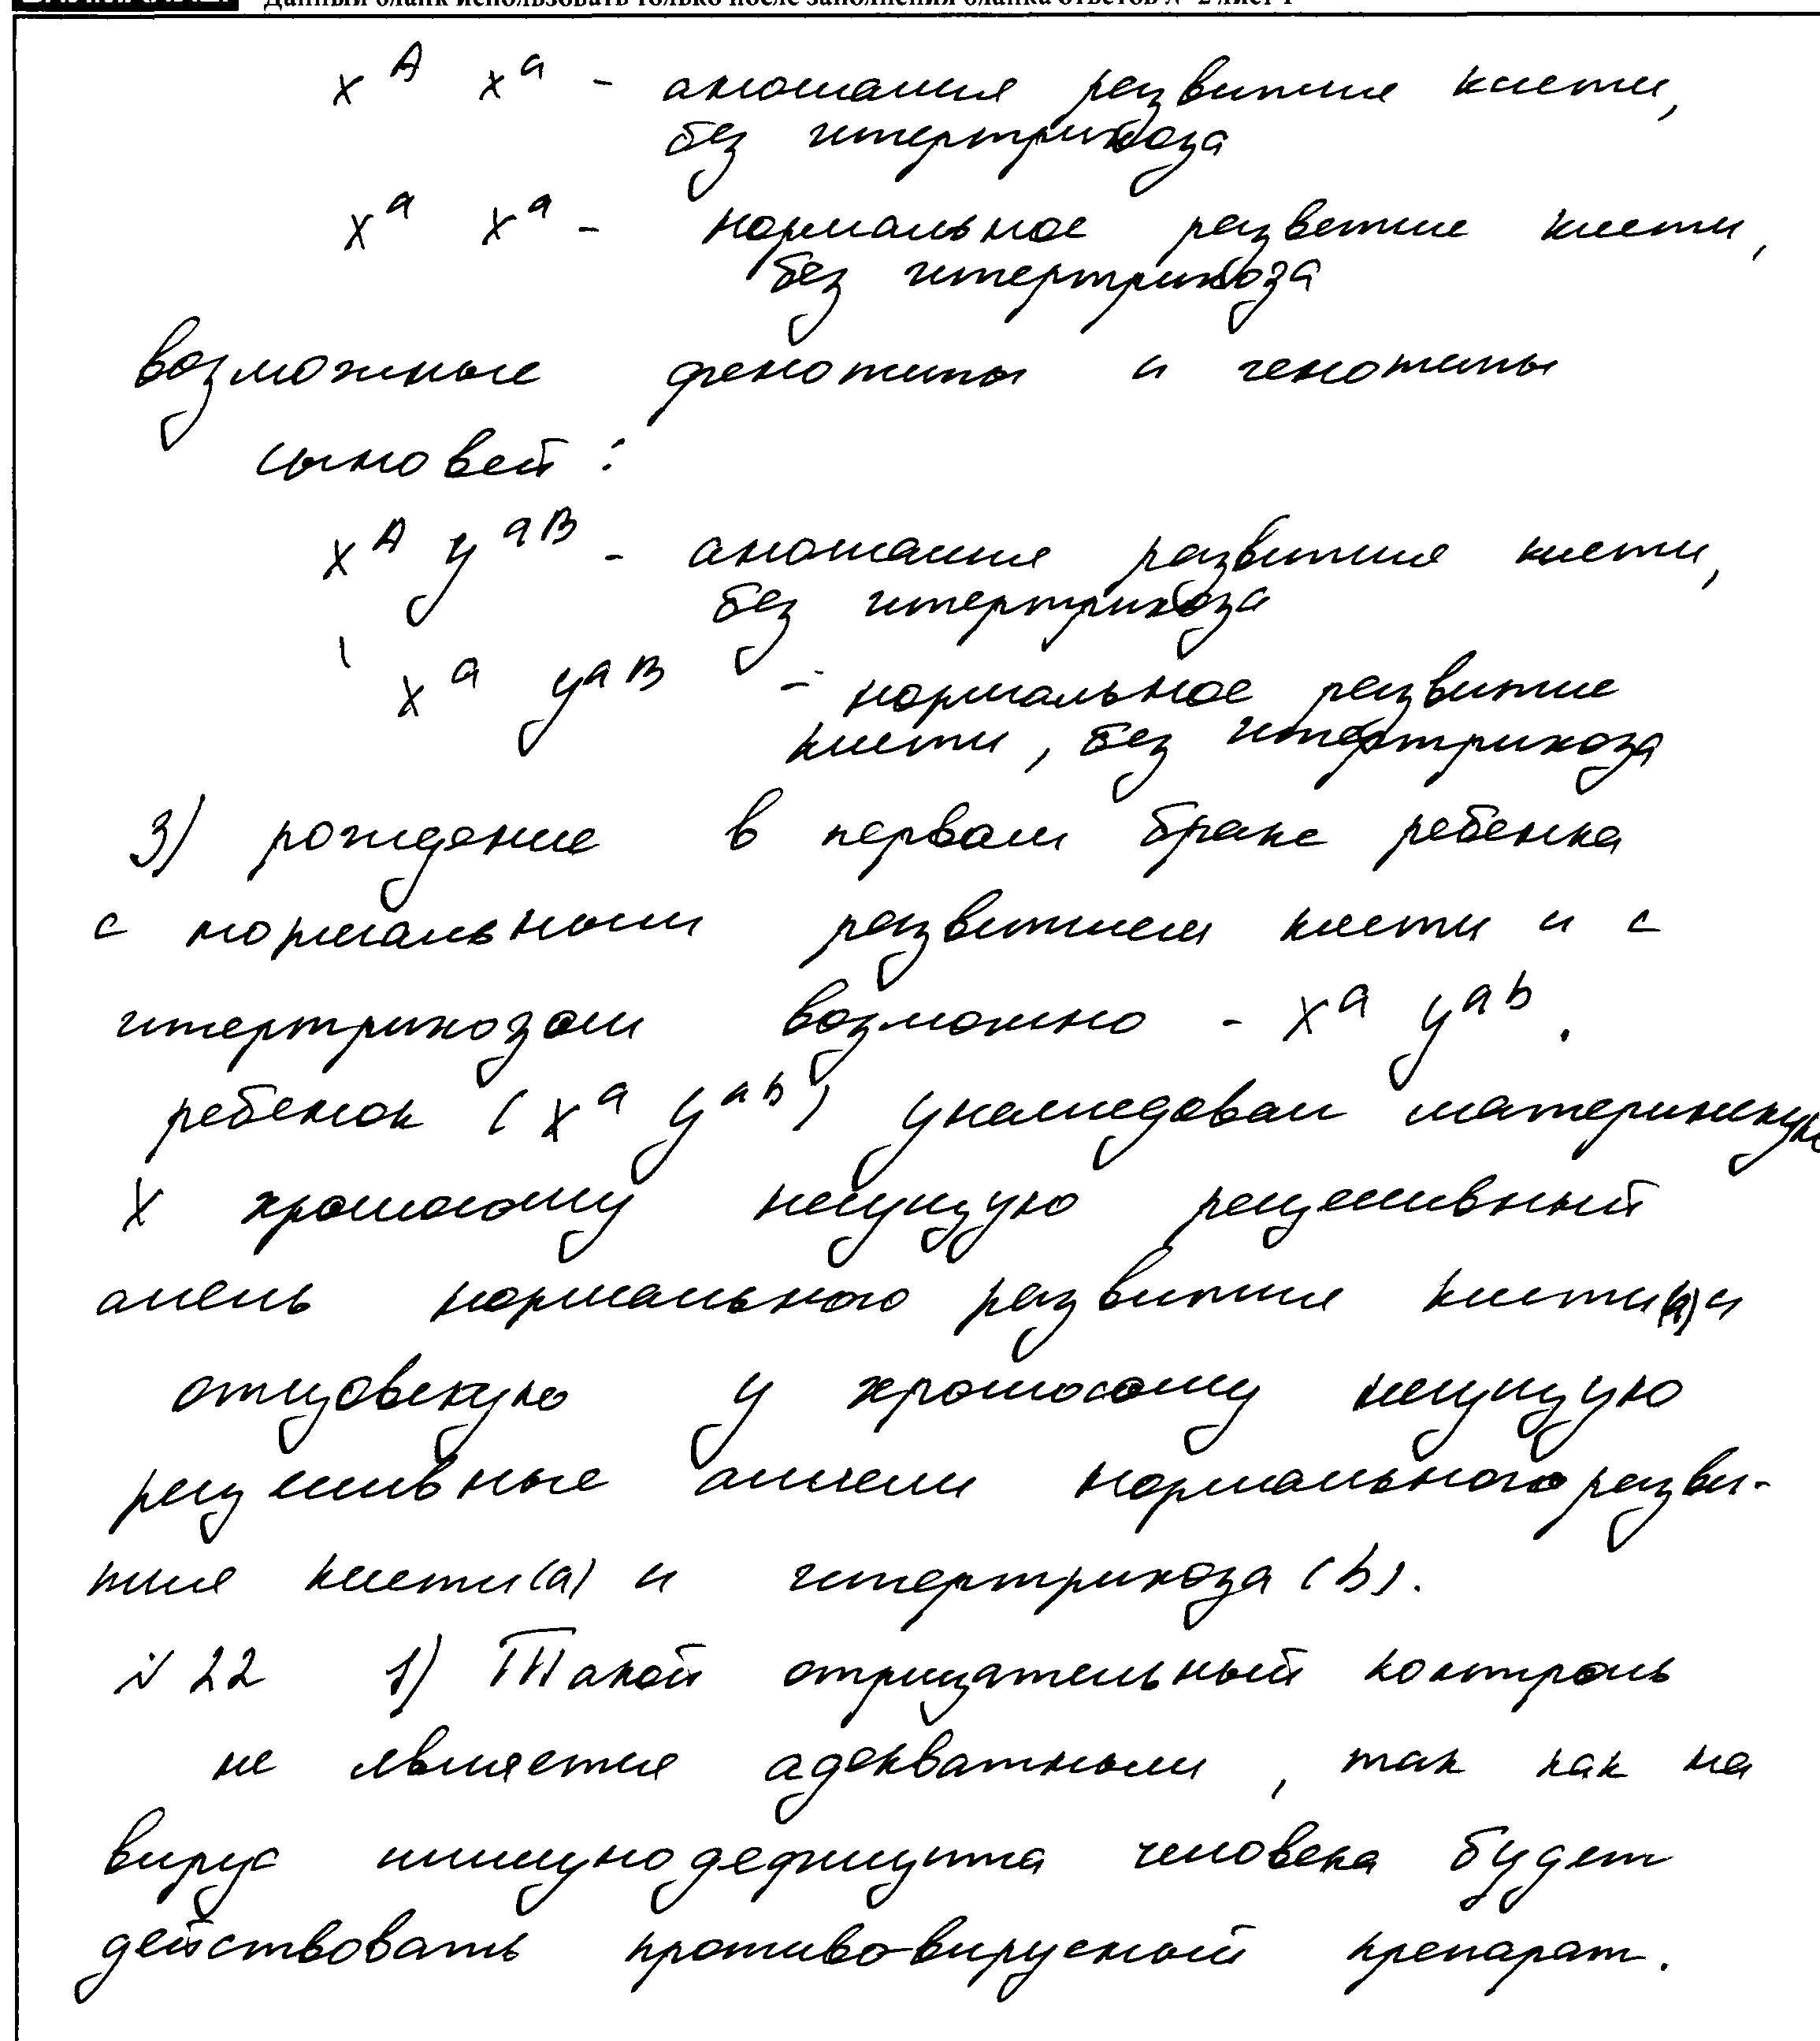 Данный бланк использовать только после заполнения бланка ответов № 2 лист 1
X^A X^a - аномалия развития кисти,
без гипертрихоза
X^a X^a - нормальное развитие кисти,
без гипертрихоза
возможные фенотипы и генотипы
сыновей:
X^A Y^aB - аномалия развития кисти,
без гипертрихоза
X^a Y^aB - нормальное развитие
кисти, без гипертрихоза
3) рождение в первом браке ребенка
с нормальным развитием кисти и с
гипертрихозом возможно - X^a Y^ab.
ребенок (X^a Y^ab) унаследовал материнскую
X хромосому несущую рецессивный
алель нормального развития кисти(a) и
отцовскую Y хромосому несущую
рецессивные аллели нормального разви-
тия кисти(a) и гипертрихоза (b).
№ 22 1) Такой отрицательный контроль
не является адекватным, так как на
вирус иммунодефицита человека будет
действовать противовирусный препарат.